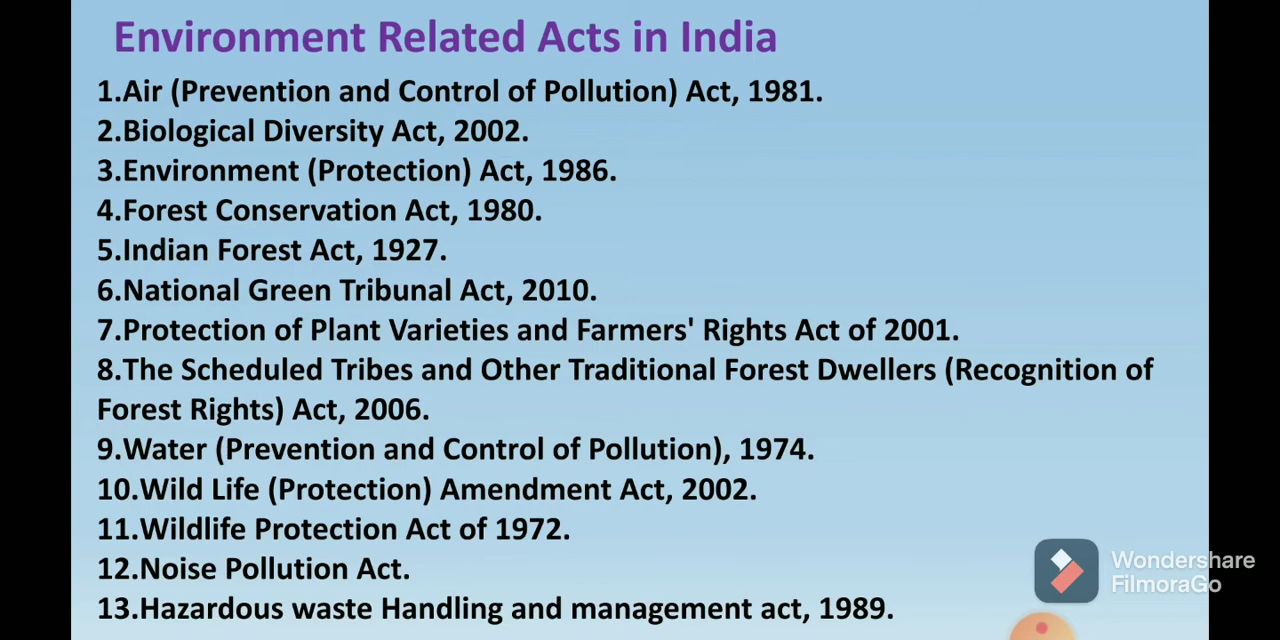 Environment Related Acts in India
1.Air (Prevention and Control of Pollution) Act, 1981.
2.Biological Diversity Act, 2002.
3.Environment (Protection) Act, 1986.
4.Forest Conservation Act, 1980.
5.Indian Forest Act, 1927.
6.National Green Tribunal Act, 2010.
7.Protection of Plant Varieties and Farmers' Rights Act of 2001.
8.The Scheduled Tribes and Other Traditional Forest Dwellers (Recognition of
Forest Rights) Act, 2006.
9.Water (Prevention and Control of Pollution), 1974.
10.Wild Life (Protection) Amendment Act, 2002.
11.Wildlife Protection Act of 1972.
12.Noise Pollution Act.
13.Hazardous waste Handling and management act, 1989.
Wondershare
FilmoraGo